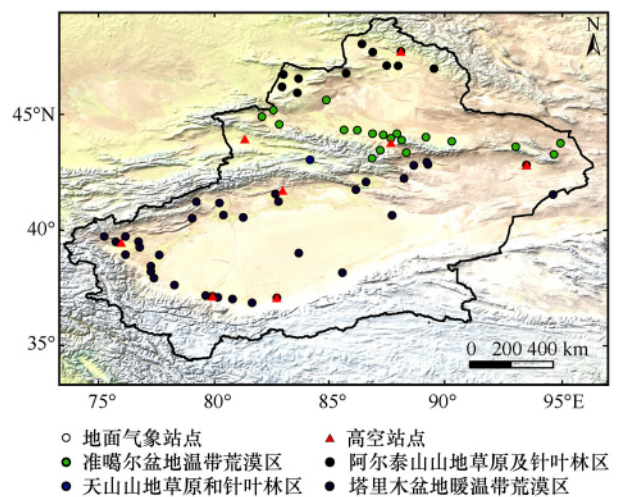 N
45°N
40°
35°
0 200 400 km
75° 80° 85° 90° 95°E
地面气象站点 高空站点
准噶尔盆地温带荒漠区 阿尔泰山山地草原及针叶林区
天山山地草原和针叶林区 塔里木盆地暖温带荒漠区